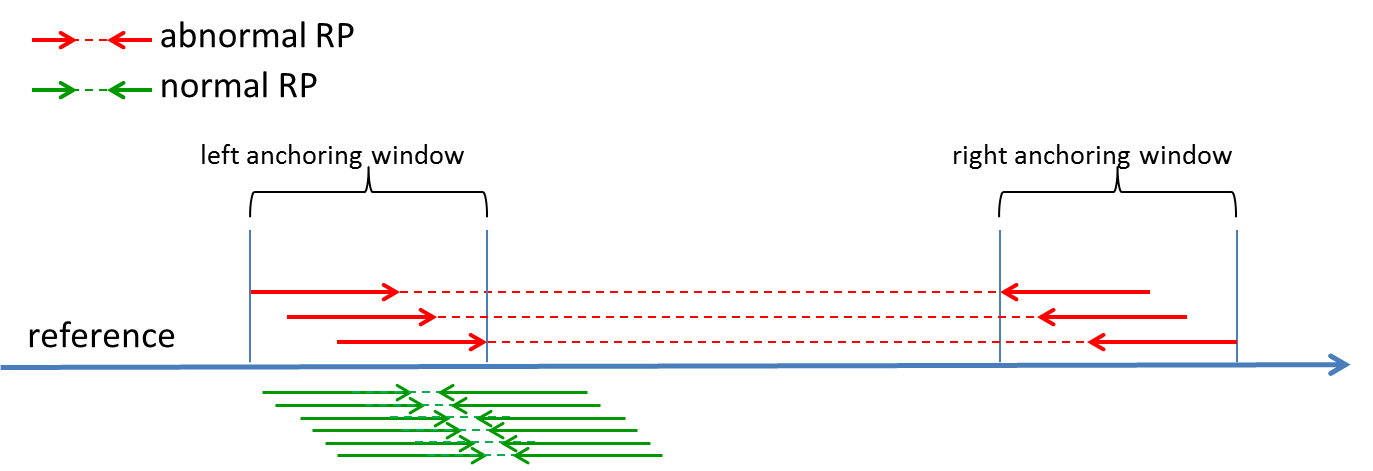 abnormal RP
normal RP
left anchoring window
right anchoring window
reference